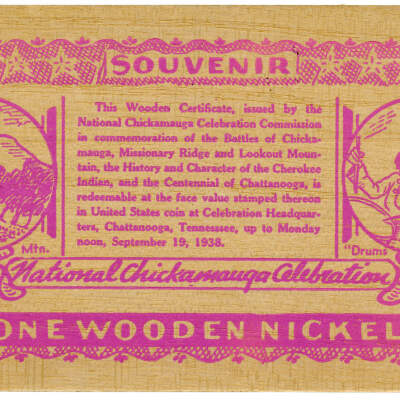 SOUVENIR
This Wooden Certificate, issued by the
National Chickamauga Celebration Commission
in commemoration of the Battles of Chicka-
mauga, Missionary Ridge and Lookout Moun-
tain, the History and Character of the Cherokee
Indian, and the Centennial of Chattanooga, is
redeemable at the face value stamped thereon
in United States coin at Celebration Headquar-
ters, Chattanooga, Tennessee, up to Monday
noon, September 19, 1938.
Mtn.
"Drums
National Chickamauga Celebration
ONE WOODEN NICKEL